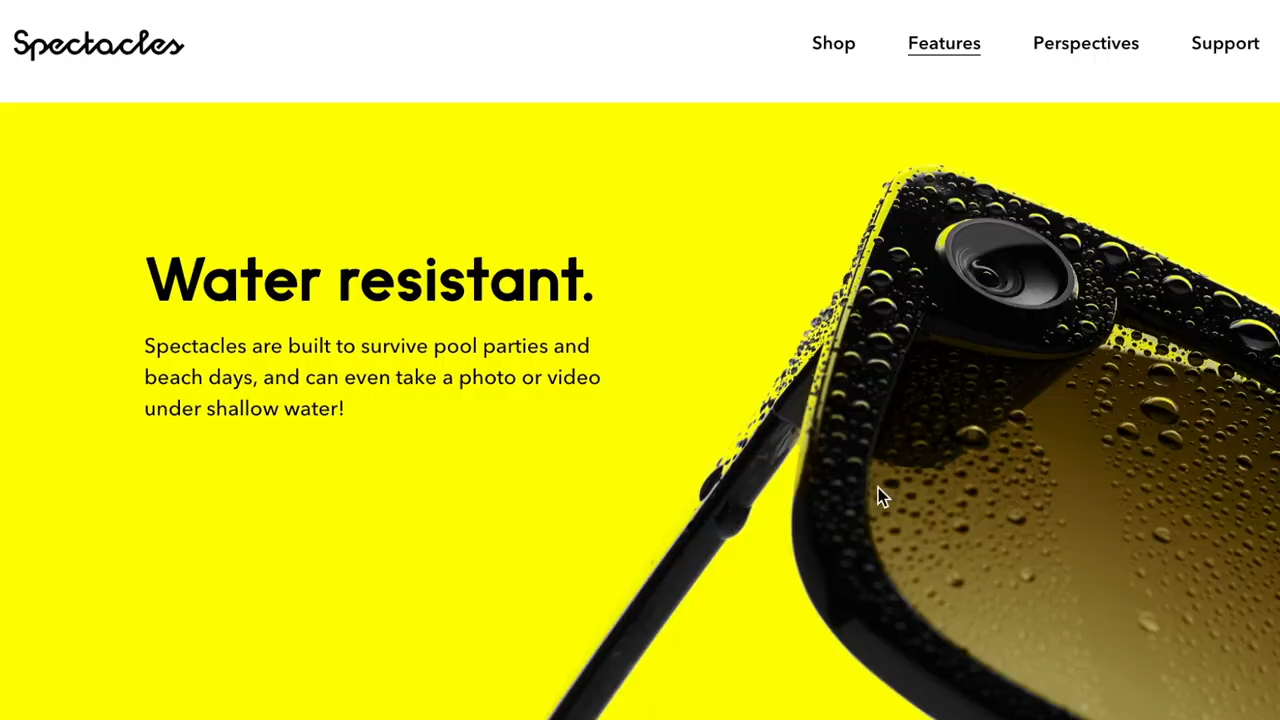 Spectacles
Shop Features Perspectives Support
Water resistant.
Spectacles are built to survive pool parties and
beach days, and can even take a photo or video
under shallow water!